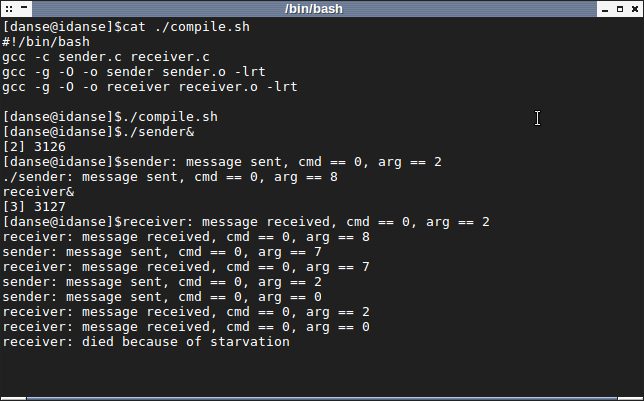 /bin/bash
[danse@idanse]$cat ./compile.sh
#!/bin/bash
gcc -c sender.c receiver.c
gcc -g -O -o sender sender.o -lrt
gcc -g -O -o receiver receiver.o -lrt
[danse@idanse]$./compile.sh
[danse@idanse]$./sender&
[2] 3126
[danse@idanse]$sender: message sent, cmd == 0, arg == 2
./sender: message sent, cmd == 0, arg == 8
receiver&
[3] 3127
[danse@idanse]$receiver: message received, cmd == 0, arg == 2
receiver: message received, cmd == 0, arg == 8
sender: message sent, cmd == 0, arg == 7
receiver: message received, cmd == 0, arg == 7
sender: message sent, cmd == 0, arg == 2
sender: message sent, cmd == 0, arg == 0
receiver: message received, cmd == 0, arg == 2
receiver: message received, cmd == 0, arg == 0
receiver: died because of starvation